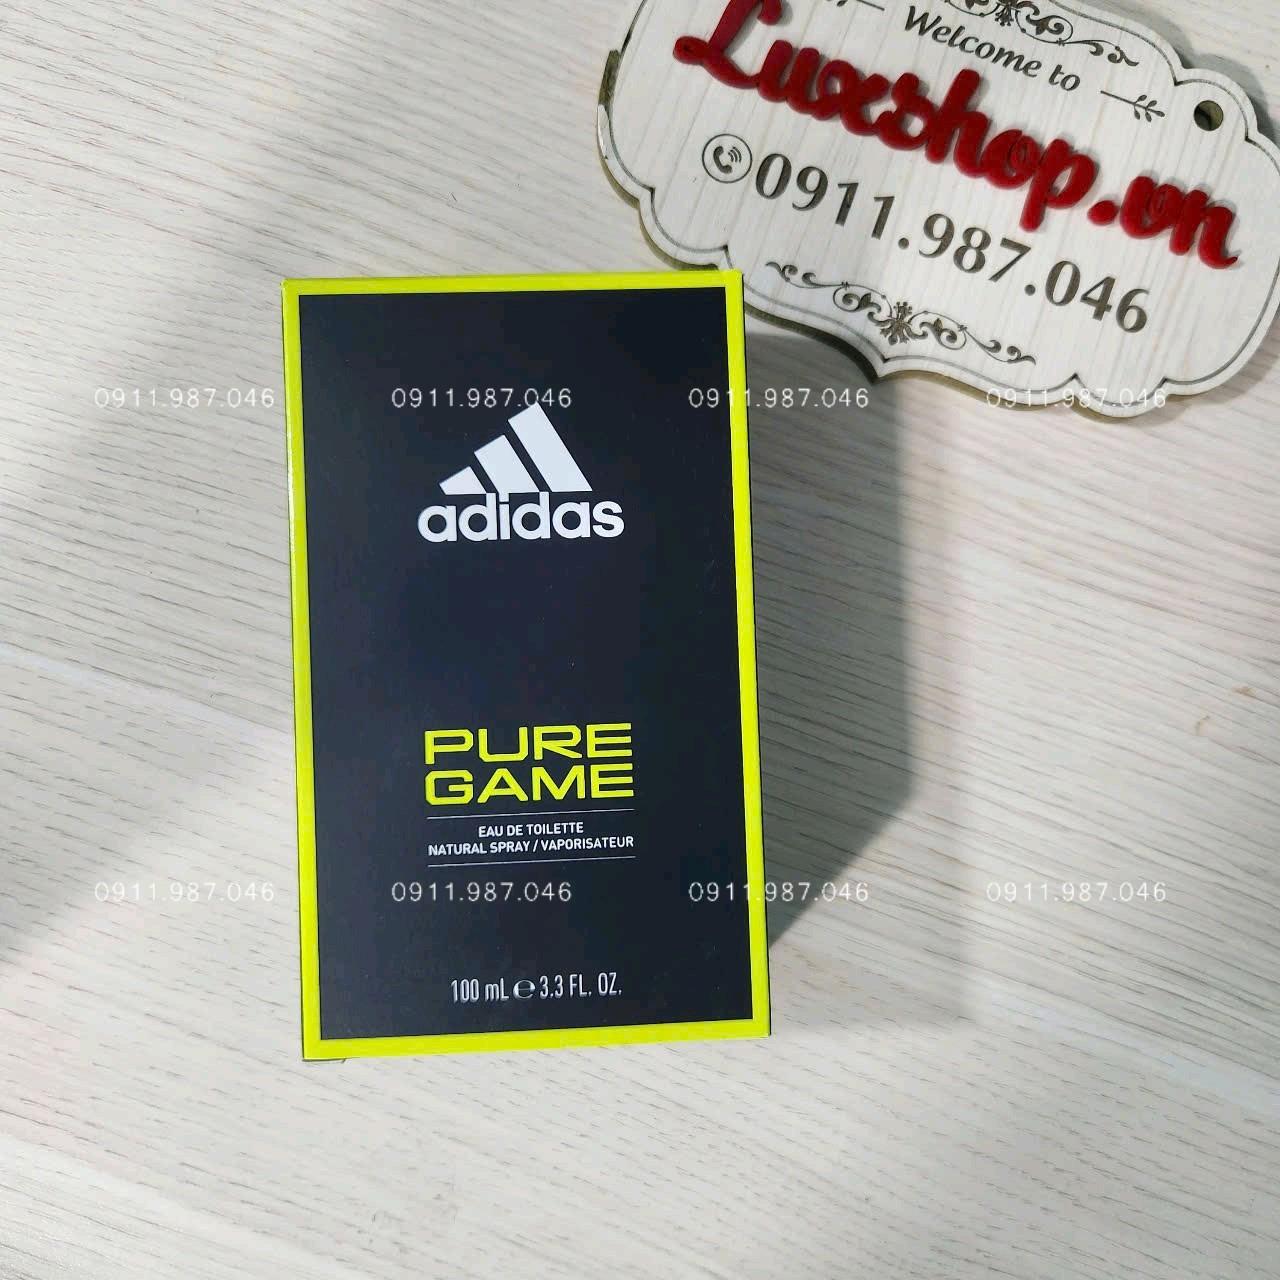 Welcome to
Luxshop.vn
0911.987.046
0911.987.046 0911.987.046 0911.987.046 0911.987.046
adidas
PURE
GAME
EAU DE TOILETTE
NATURAL SPRAY / VAPORISATEUR
0911.987.046 0911.987.046 0911.987.046 0911.987.046
100 mL ℮ 3.3 FL. OZ.